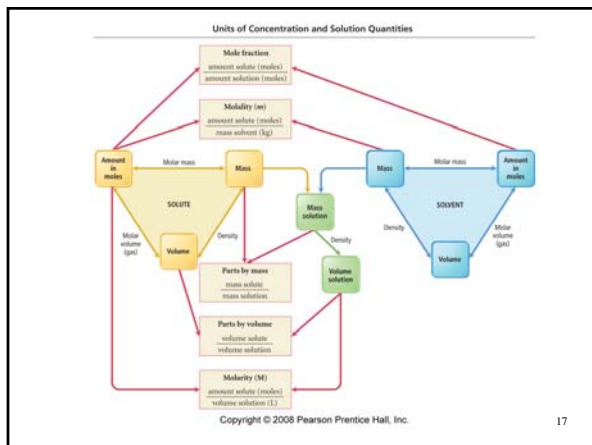 Units of Concentration and Solution Quantities
Mole fraction
amount solute (moles)
amount solution (moles)
Molality (m)
amount solute (moles)
mass solvent (kg)
Amount
in
moles
Molar mass
Mass
Mass
Molar mass
Amount
in
moles
SOLUTE
Mass
solution
SOLVENT
Molar
volume
(gas)
Density
Density
Density
Molar
volume
(gas)
Volume
Volume
solution
Volume
Parts by mass
mass solute
mass solution
Parts by volume
volume solute
volume solution
Molarity (M)
amount solute (moles)
volume solution (L)
Copyright © 2008 Pearson Prentice Hall, Inc.
17